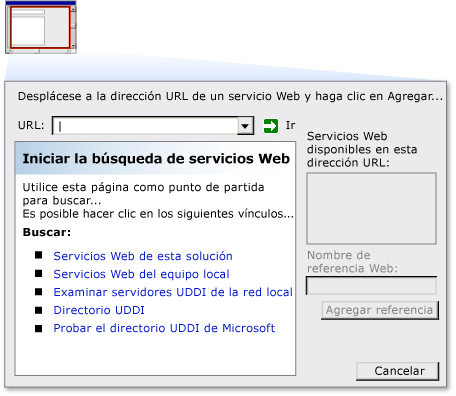 Desplácese a la dirección URL de un servicio Web y haga clic en Agregar...
URL:
Ir
Iniciar la búsqueda de servicios Web
Utilice esta página como punto de partida
para buscar...
Es posible hacer clic en los siguientes vínculos...
Buscar:
Servicios Web de esta solución
Servicios Web del equipo local
Examinar servidores UDDI de la red local
Directorio UDDI
Probar el directorio UDDI de Microsoft
Servicios Web
disponibles en esta
dirección URL:
Nombre de
referencia Web:
Agregar referencia
Cancelar